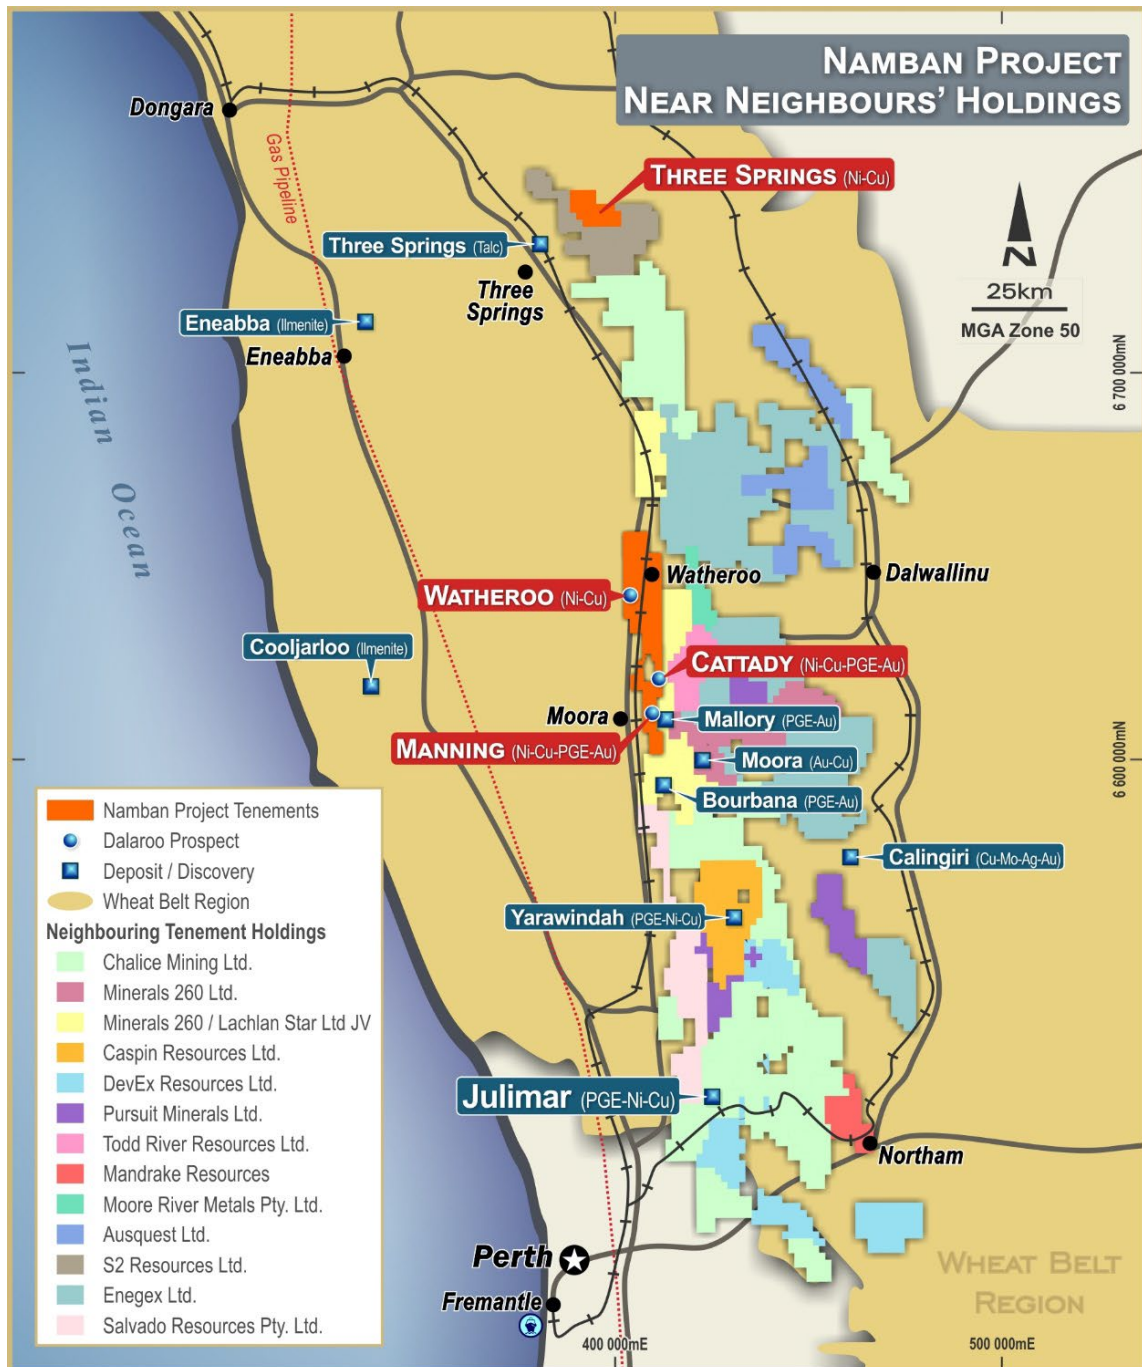 NAMBAN PROJECT
NEAR NEIGHBOURS' HOLDINGS
Dongara
Gas Pipeline
THREE SPRINGS (Ni-Cu)
Three Springs (Talc)
Three
Springs
N
25km
MGA Zone 50
Eneabba (Ilmenite)
Eneabba
6 700 000mN
Indian Ocean
Watheroo
Dalwallinu
WATHEROO (Ni-Cu)
Cooljarloo (Ilmenite)
CATTADY (Ni-Cu-PGE-Au)
Moora
Mallory (PGE-Au)
MANNING (Ni-Cu-PGE-Au)
Moora (Au-Cu)
6 600 000mN
Bourbana (PGE-Au)
Calingiri (Cu-Mo-Ag-Au)
Yarawindah (PGE-Ni-Cu)
Julimar (PGE-Ni-Cu)
Northam
Perth
Fremantle
WHEAT BELT
REGION
400 000mE
500 000mE
Namban Project Tenements
Dalaroo Prospect
Deposit / Discovery
Wheat Belt Region
Neighbouring Tenement Holdings
Chalice Mining Ltd.
Minerals 260 Ltd.
Minerals 260 / Lachlan Star Ltd JV
Caspin Resources Ltd.
DevEx Resources Ltd.
Pursuit Minerals Ltd.
Todd River Resources Ltd.
Mandrake Resources
Moore River Metals Pty. Ltd.
Ausquest Ltd.
S2 Resources Ltd.
Enegex Ltd.
Salvado Resources Pty. Ltd.